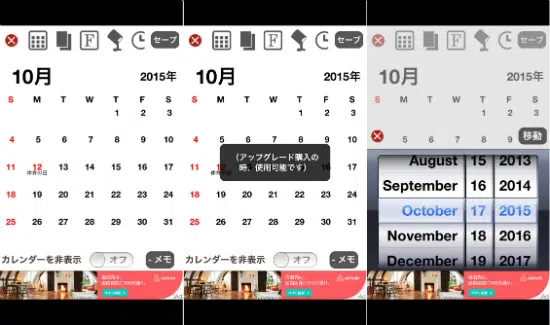 F セーブ
10月 2015年
S M T W T F S
1 2 3
4 5 6 7 8 9 10
11 12 13 14 15 16 17
体育の日
18 19 20 21 22 23 24
25 26 27 28 29 30 31
カレンダーを非表示 オフ - メモ
airbnb
F セーブ
10月 2015年
S M T W T F S
1 2 3
4 5 6 7 8 9 10
(アップグレード購入の
時、使用可能です)
11 17
18 19 20 21 22 23 24
25 26 27 28 29 30 31
カレンダーを非表示 オフ - メモ
airbnb
F セーブ
10月 2015年
S M T W T F S
1 2 3
5 6 7 8 9 移動
August 15 2013
September 16 2014
October 17 2015
November 18 2016
December 19 2017
airbnb